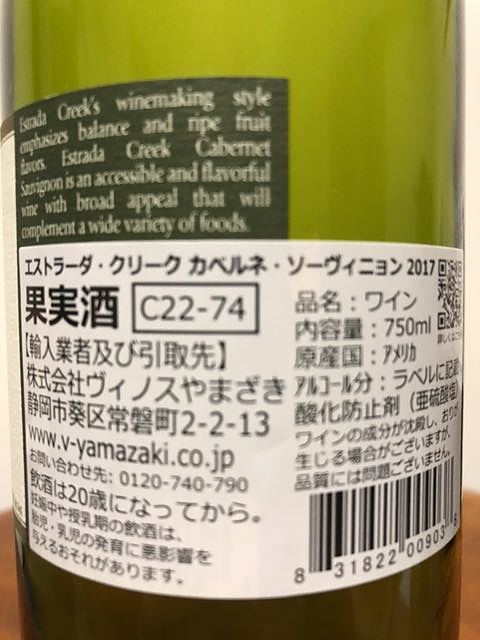 Estrada Creek's winemaking style
emphasizes balance and ripe fruit
flavors. Estrada Creek Cabernet
Sauvignon is an accessible and flavorful
wine with broad appeal that will
complement a wide variety of foods.
エストラーダ・クリーク カベルネ・ソーヴィニョン 2017
果実酒 C22-74
【輸入業者及び引取先】
株式会社ヴィノスやまざき
静岡市葵区常磐町2-2-13
www.v-yamazaki.co.jp
お問い合わせ先: 0120-740-790
飲酒は20歳になってから。
妊娠中や授乳期の飲酒は、
胎児・乳児の発育に悪影響を
与えるおそれがあります。
品名：ワイン
内容量：750ml
原産国：アメリカ
アルコール分：ラベルに記載
酸化防止剤（亜硫酸塩）
ワインの成分が沈殿し、おりが
生じる場合がございますが、
品質には問題ございません。
8 31822 00903 8